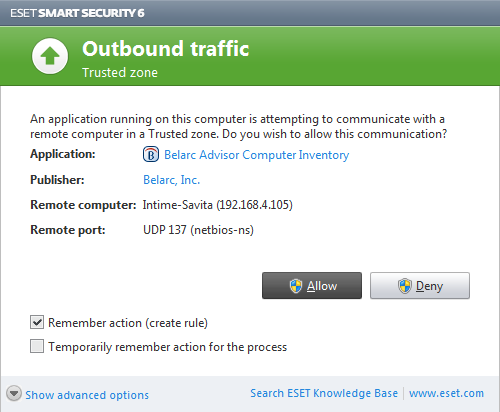 ESET SMART SECURITY 6
Outbound traffic
Trusted zone
An application running on this computer is attempting to communicate with a
remote computer in a Trusted zone. Do you wish to allow this communication?
Application: B Belarc Advisor Computer Inventory
Publisher: Belarc, Inc.
Remote computer: Intime-Savita (192.168.4.105)
Remote port: UDP 137 (netbios-ns)
Allow Deny
Remember action (create rule)
Temporarily remember action for the process
Show advanced options Search ESET Knowledge Base | www.eset.com